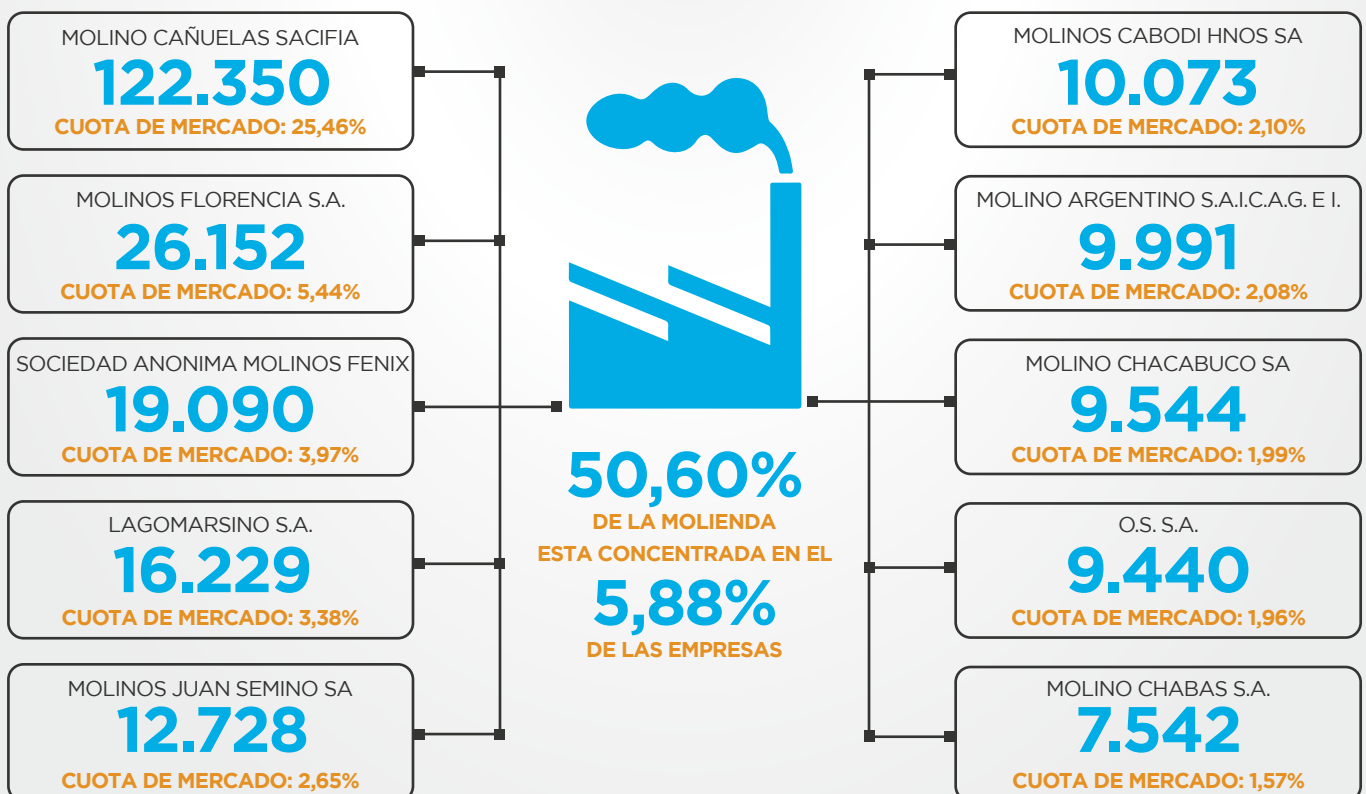 MOLINO CAÑUELAS SACIFIA
122.350
CUOTA DE MERCADO: 25,46%
MOLINOS FLORENCIA S.A.
26.152
CUOTA DE MERCADO: 5,44%
SOCIEDAD ANONIMA MOLINOS FENIX
19.090
CUOTA DE MERCADO: 3,97%
LAGOMARSINO S.A.
16.229
CUOTA DE MERCADO: 3,38%
MOLINOS JUAN SEMINO SA
12.728
CUOTA DE MERCADO: 2,65%
50,60%
DE LA MOLIENDA
ESTA CONCENTRADA EN EL
5,88%
DE LAS EMPRESAS
MOLINOS CABODI HNOS SA
10.073
CUOTA DE MERCADO: 2,10%
MOLINO ARGENTINO S.A.I.C.A.G. E I.
9.991
CUOTA DE MERCADO: 2,08%
MOLINO CHACABUCO SA
9.544
CUOTA DE MERCADO: 1,99%
O.S. S.A.
9.440
CUOTA DE MERCADO: 1,96%
MOLINO CHABAS S.A.
7.542
CUOTA DE MERCADO: 1,57%